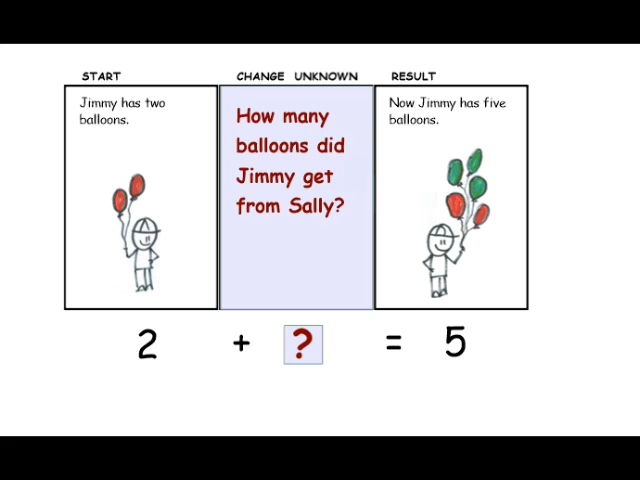 START
CHANGE UNKNOWN
RESULT
Jimmy has two
balloons.
How many
balloons did
Jimmy get
from Sally?
Now Jimmy has five
balloons.
2 + ? = 5